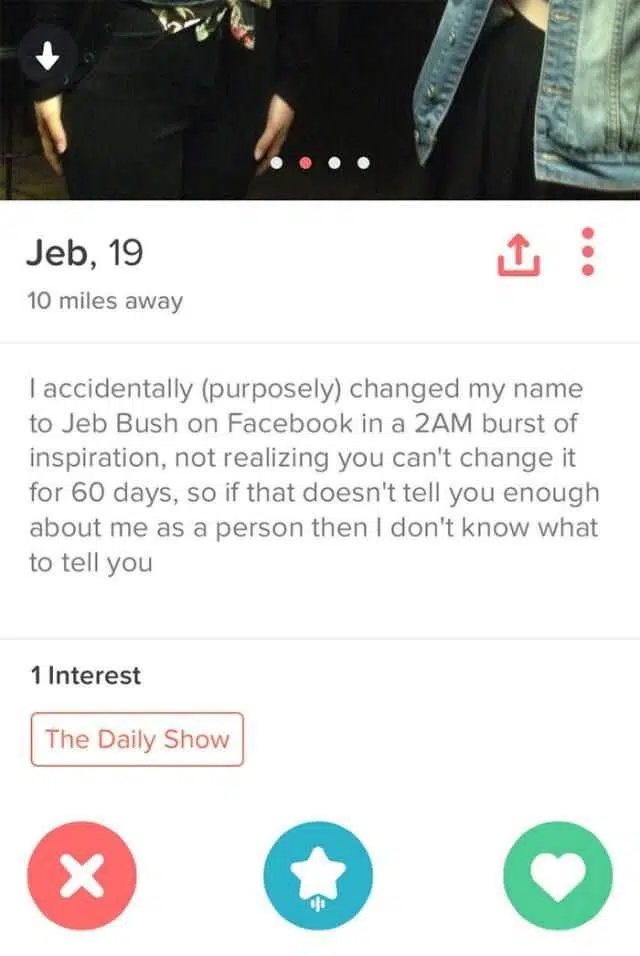 Jeb, 19
10 miles away
I accidentally (purposely) changed my name
to Jeb Bush on Facebook in a 2AM burst of
inspiration, not realizing you can't change it
for 60 days, so if that doesn't tell you enough
about me as a person then I don't know what
to tell you
1 Interest
The Daily Show